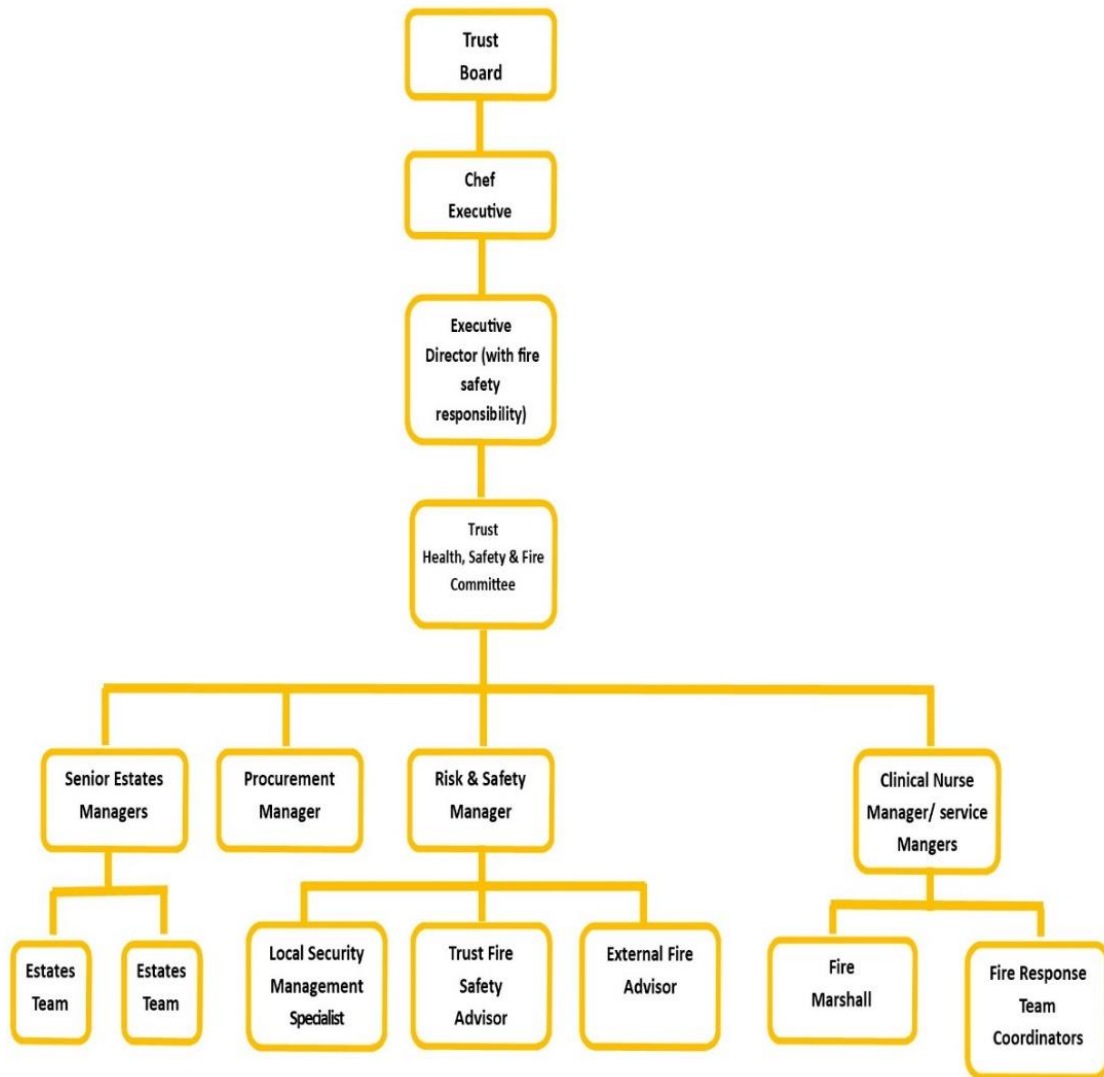 Trust
Board
Chef
Executive
Executive
Director (with fire
safety
responsibility)
Trust
Health, Safety & Fire
Committee
Senior Estates
Managers
Procurement
Manager
Risk & Safety
Manager
Clinical Nurse
Manager/ service
Mangers
Estates
Team
Estates
Team
Local Security
Management
Specialist
Trust Fire
Safety
Advisor
External Fire
Advisor
Fire
Marshall
Fire Response
Team
Coordinators